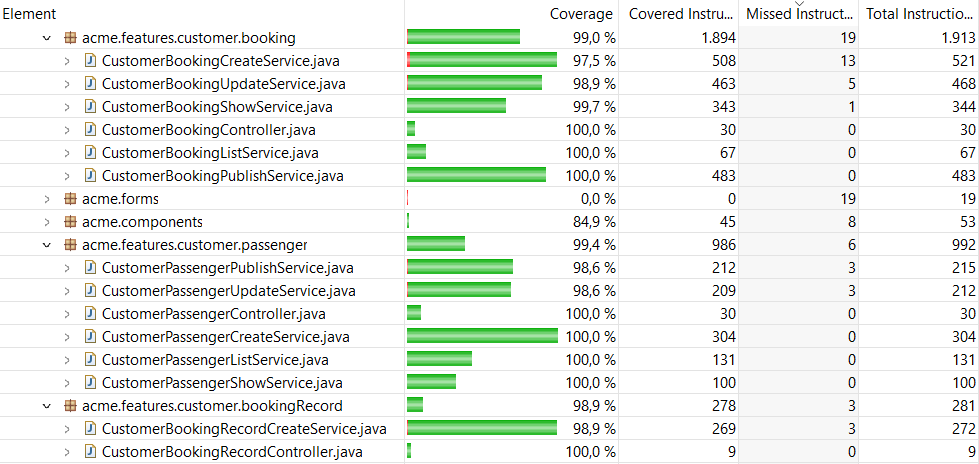 Element Coverage Covered Instru... Missed Instruct... Total Instructio...
acme.features.customer.booking 99,0 % 1.894 19 1.913
CustomerBookingCreateService.java 97,5 % 508 13 521
CustomerBookingUpdateService.java 98,9 % 463 5 468
CustomerBookingShowService.java 99,7 % 343 1 344
CustomerBookingController.java 100,0 % 30 0 30
CustomerBookingListService.java 100,0 % 67 0 67
CustomerBookingPublishService.java 100,0 % 483 0 483
acme.forms 0,0 % 0 19 19
acme.components 84,9 % 45 8 53
acme.features.customer.passenger 99,4 % 986 6 992
CustomerPassengerPublishService.java 98,6 % 212 3 215
CustomerPassengerUpdateService.java 98,6 % 209 3 212
CustomerPassengerController.java 100,0 % 30 0 30
CustomerPassengerCreateService.java 100,0 % 304 0 304
CustomerPassengerListService.java 100,0 % 131 0 131
CustomerPassengerShowService.java 100,0 % 100 0 100
acme.features.customer.bookingRecord 98,9 % 278 3 281
CustomerBookingRecordCreateService.java 98,9 % 269 3 272
CustomerBookingRecordController.java 100,0 % 9 0 9